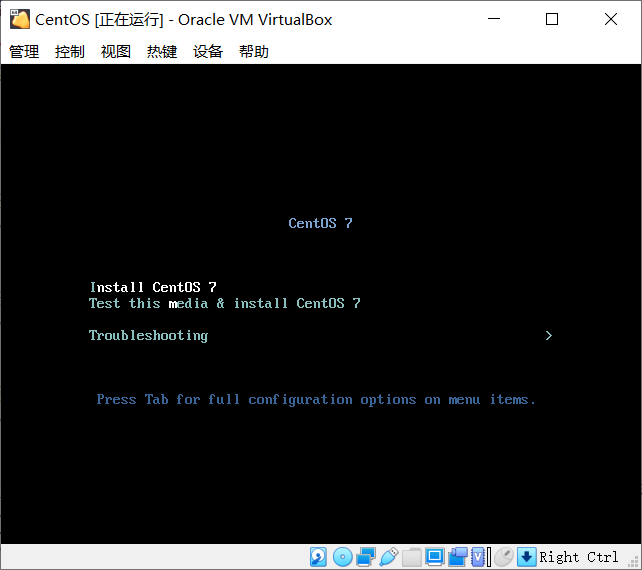 CentOS [正在运行] - Oracle VM VirtualBox
管理 控制 视图 热键 设备 帮助
CentOS 7
Install CentOS 7
Test this media & install CentOS 7
Troubleshooting >
Press Tab for full configuration options on menu items.
Right Ctrl